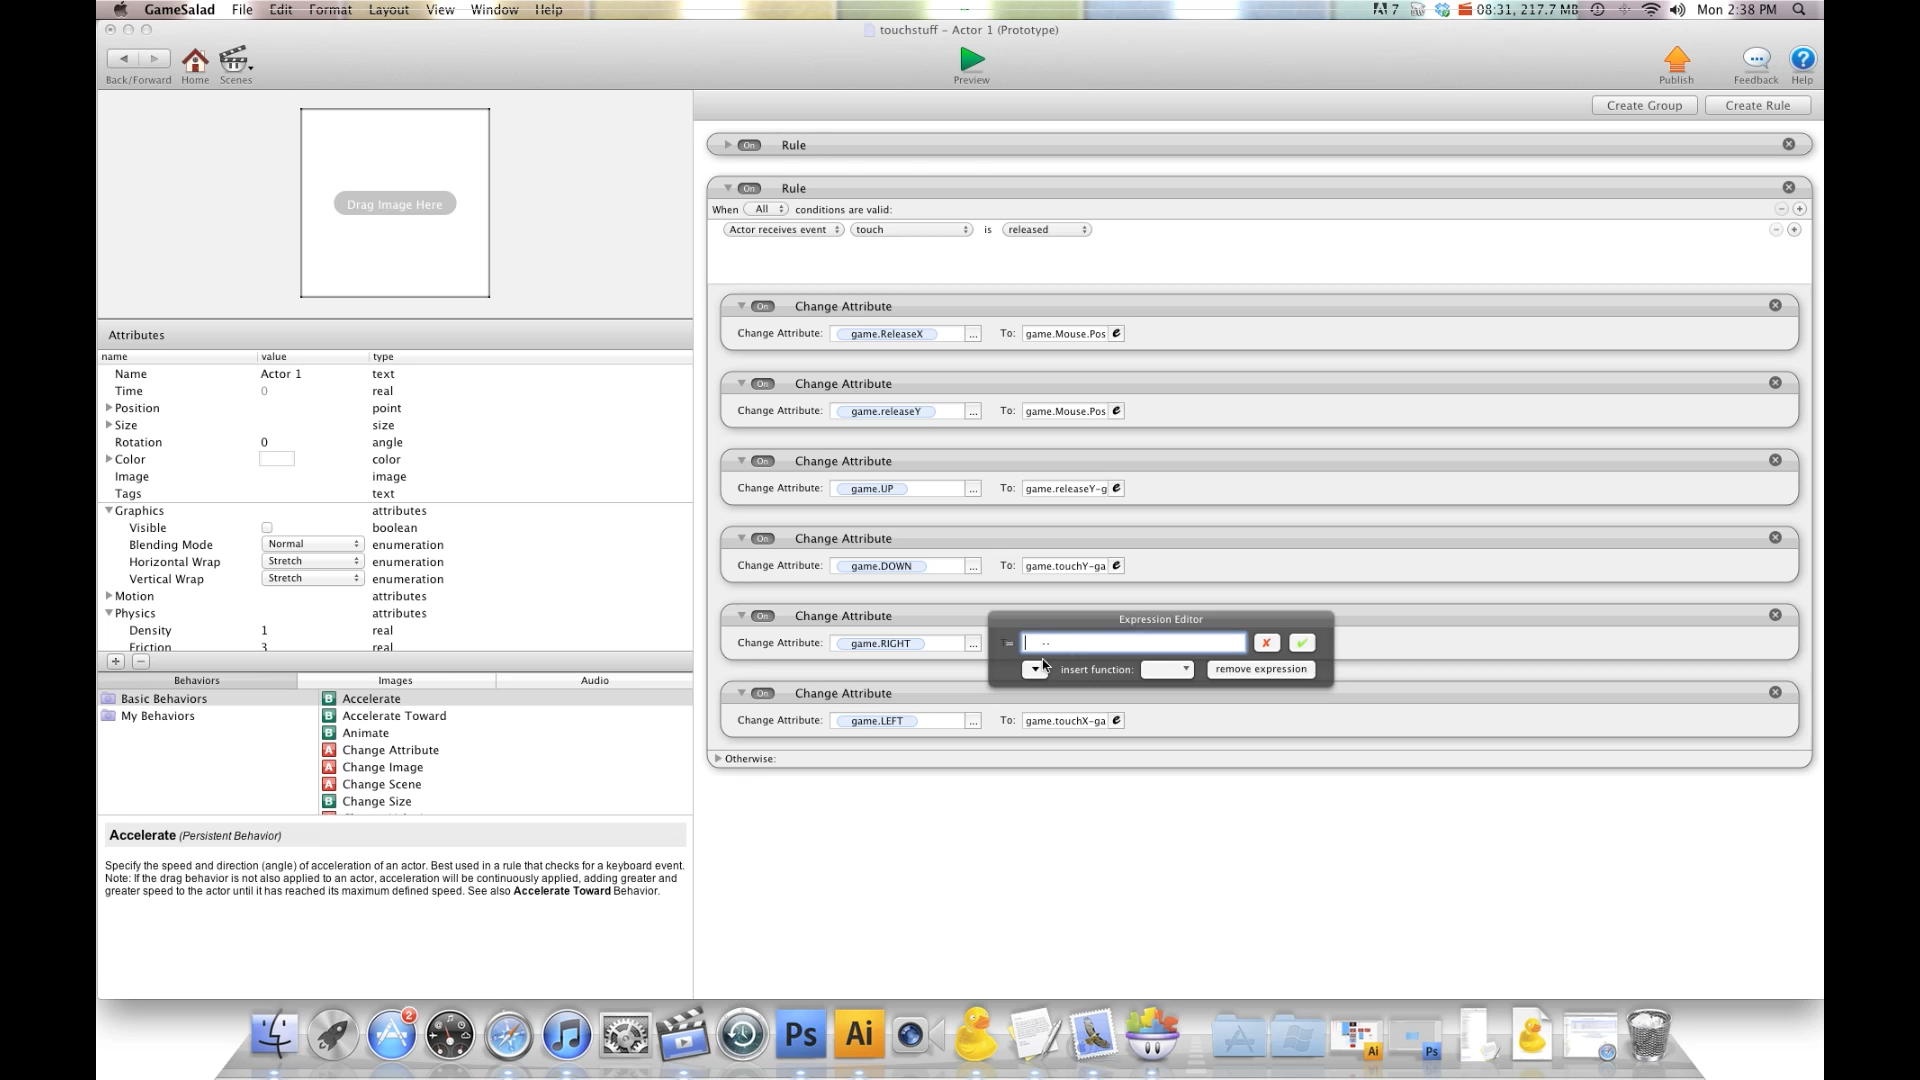 GameSalad File Edit Format Layout View Window Help
7 08:31, 217.7 MB Mon 2:38 PM
touchstuff – Actor 1 (Prototype)
Back/Forward Home Scenes Preview Publish Feedback Help
Create Group Create Rule
Drag Image Here
On Rule
On Rule
When All conditions are valid:
Actor receives event touch is released
On Change Attribute
Change Attribute: game.ReleaseX ... To: game.Mouse.Pos e
On Change Attribute
Change Attribute: game.releaseY ... To: game.Mouse.Pos e
On Change Attribute
Change Attribute: game.UP ... To: game.releaseY-g e
On Change Attribute
Change Attribute: game.DOWN ... To: game.touchY-ga e
On Change Attribute
Change Attribute: game.RIGHT ...
Expression Editor
insert function: remove expression
On Change Attribute
Change Attribute: game.LEFT ... To: game.touchX-ga e
Otherwise:
Attributes
name value type
Name Actor 1 text
Time 0 real
Position point
Size size
Rotation 0 angle
Color color
Image image
Tags text
Graphics attributes
Visible boolean
Blending Mode Normal enumeration
Horizontal Wrap Stretch enumeration
Vertical Wrap Stretch enumeration
Motion attributes
Physics attributes
Density 1 real
Friction 3 real
Behaviors Images Audio
Basic Behaviors
My Behaviors
B Accelerate
B Accelerate Toward
B Animate
A Change Attribute
A Change Image
A Change Scene
B Change Size
Accelerate (Persistent Behavior)
Specify the speed and direction (angle) of acceleration of an actor. Best used in a rule that checks for a keyboard event.
Note: If the drag behavior is not also applied to an actor, acceleration will be continuously applied, adding greater and
greater speed to the actor until it has reached its maximum defined speed. See also Accelerate Toward Behavior.
2 Ps Ai Ai Ps